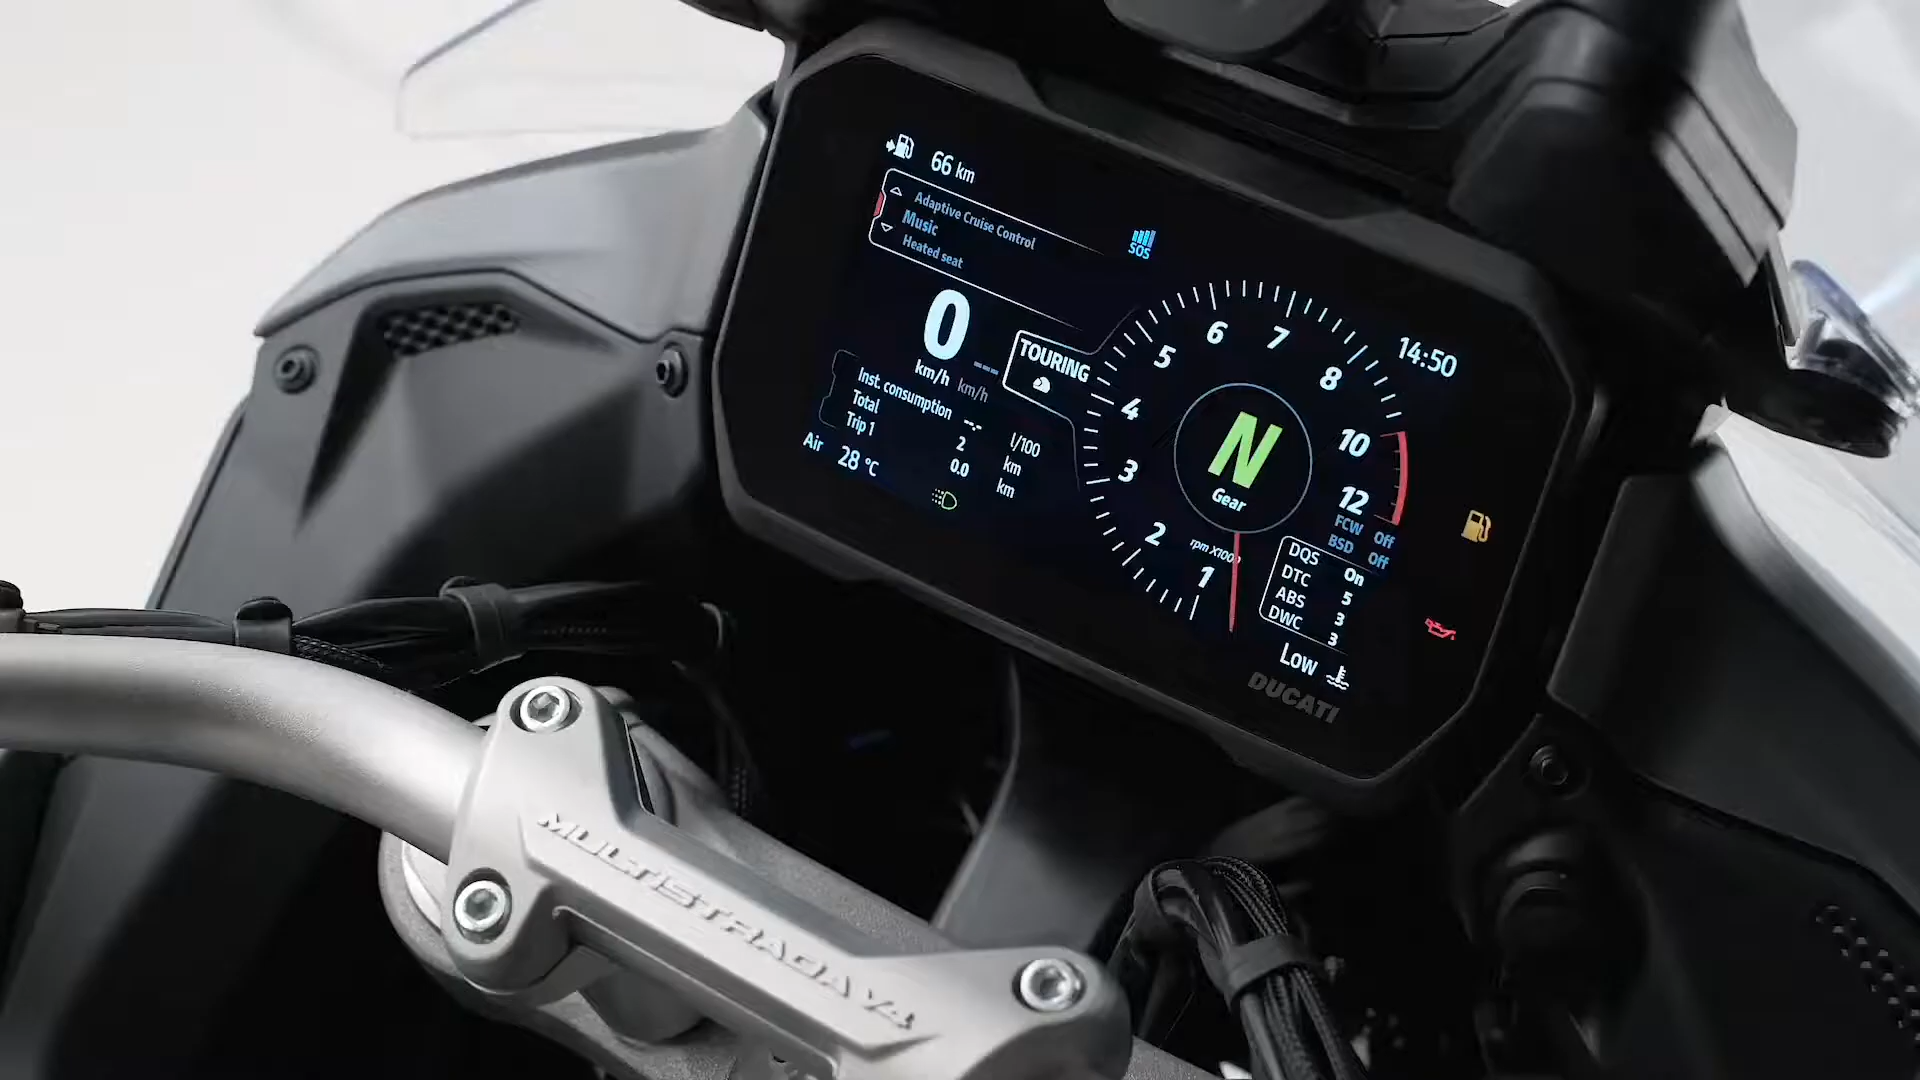 66 km
Adaptive Cruise Control
Music
Heated seat
SOS
14:50
0
km/h
--- km/h
TOURING
Inst. consumption --.- l/100
Total 2 km
Trip 1 0.0 km
Air 28 °C
1
2
3
4
5
6
7
8
10
12
rpm X1000
N
Gear
FCW Off
BSD Off
DQS On
DTC 5
ABS 3
DWC 3
Low
DUCATI
MULTISTRADA V4